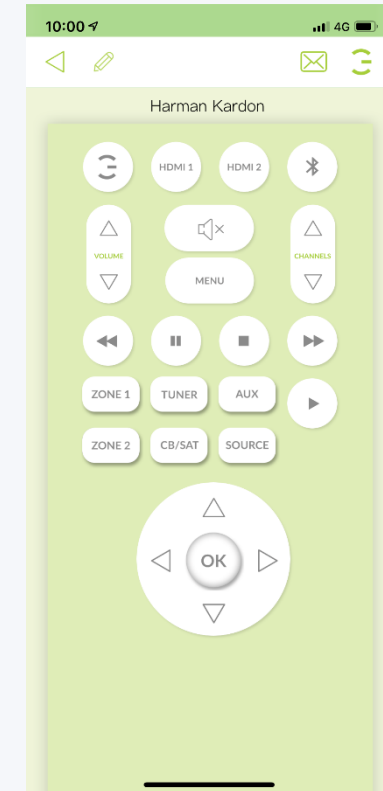 10:00 4G
Harman Kardon
HDMI 1 HDMI 2
VOLUME CHANNELS
MENU
ZONE 1 TUNER AUX
ZONE 2 CB/SAT SOURCE
OK